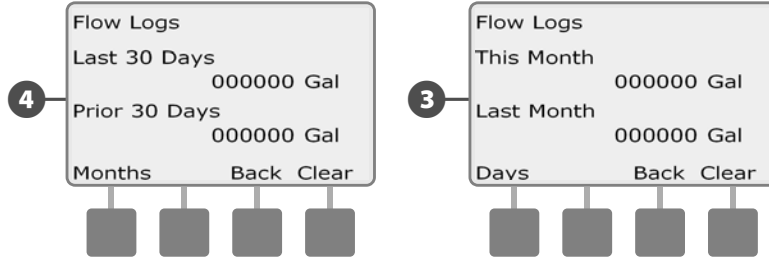 4
Flow Logs
Last 30 Days
000000 Gal
Prior 30 Days
000000 Gal
Months Back Clear
3
Flow Logs
This Month
000000 Gal
Last Month
000000 Gal
Days Back Clear